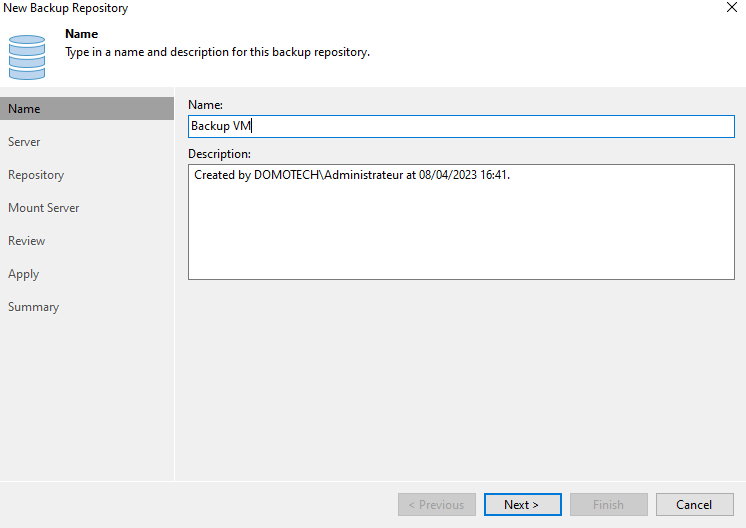 New Backup Repository
Name
Type in a name and description for this backup repository.
Name
Server
Repository
Mount Server
Review
Apply
Summary
Name:
Backup VM
Description:
Created by DOMOTECH\Administrateur at 08/04/2023 16:41.
< Previous
Next >
Finish
Cancel